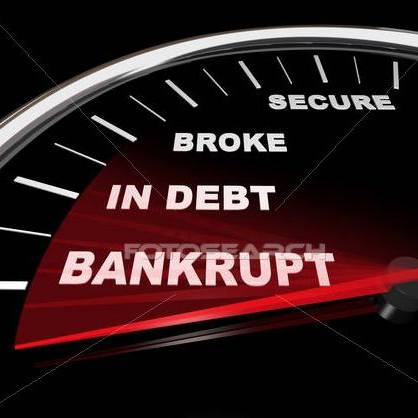 SECURE
BROKE
IN DEBT
FOTOSEARCH
BANKRUPT